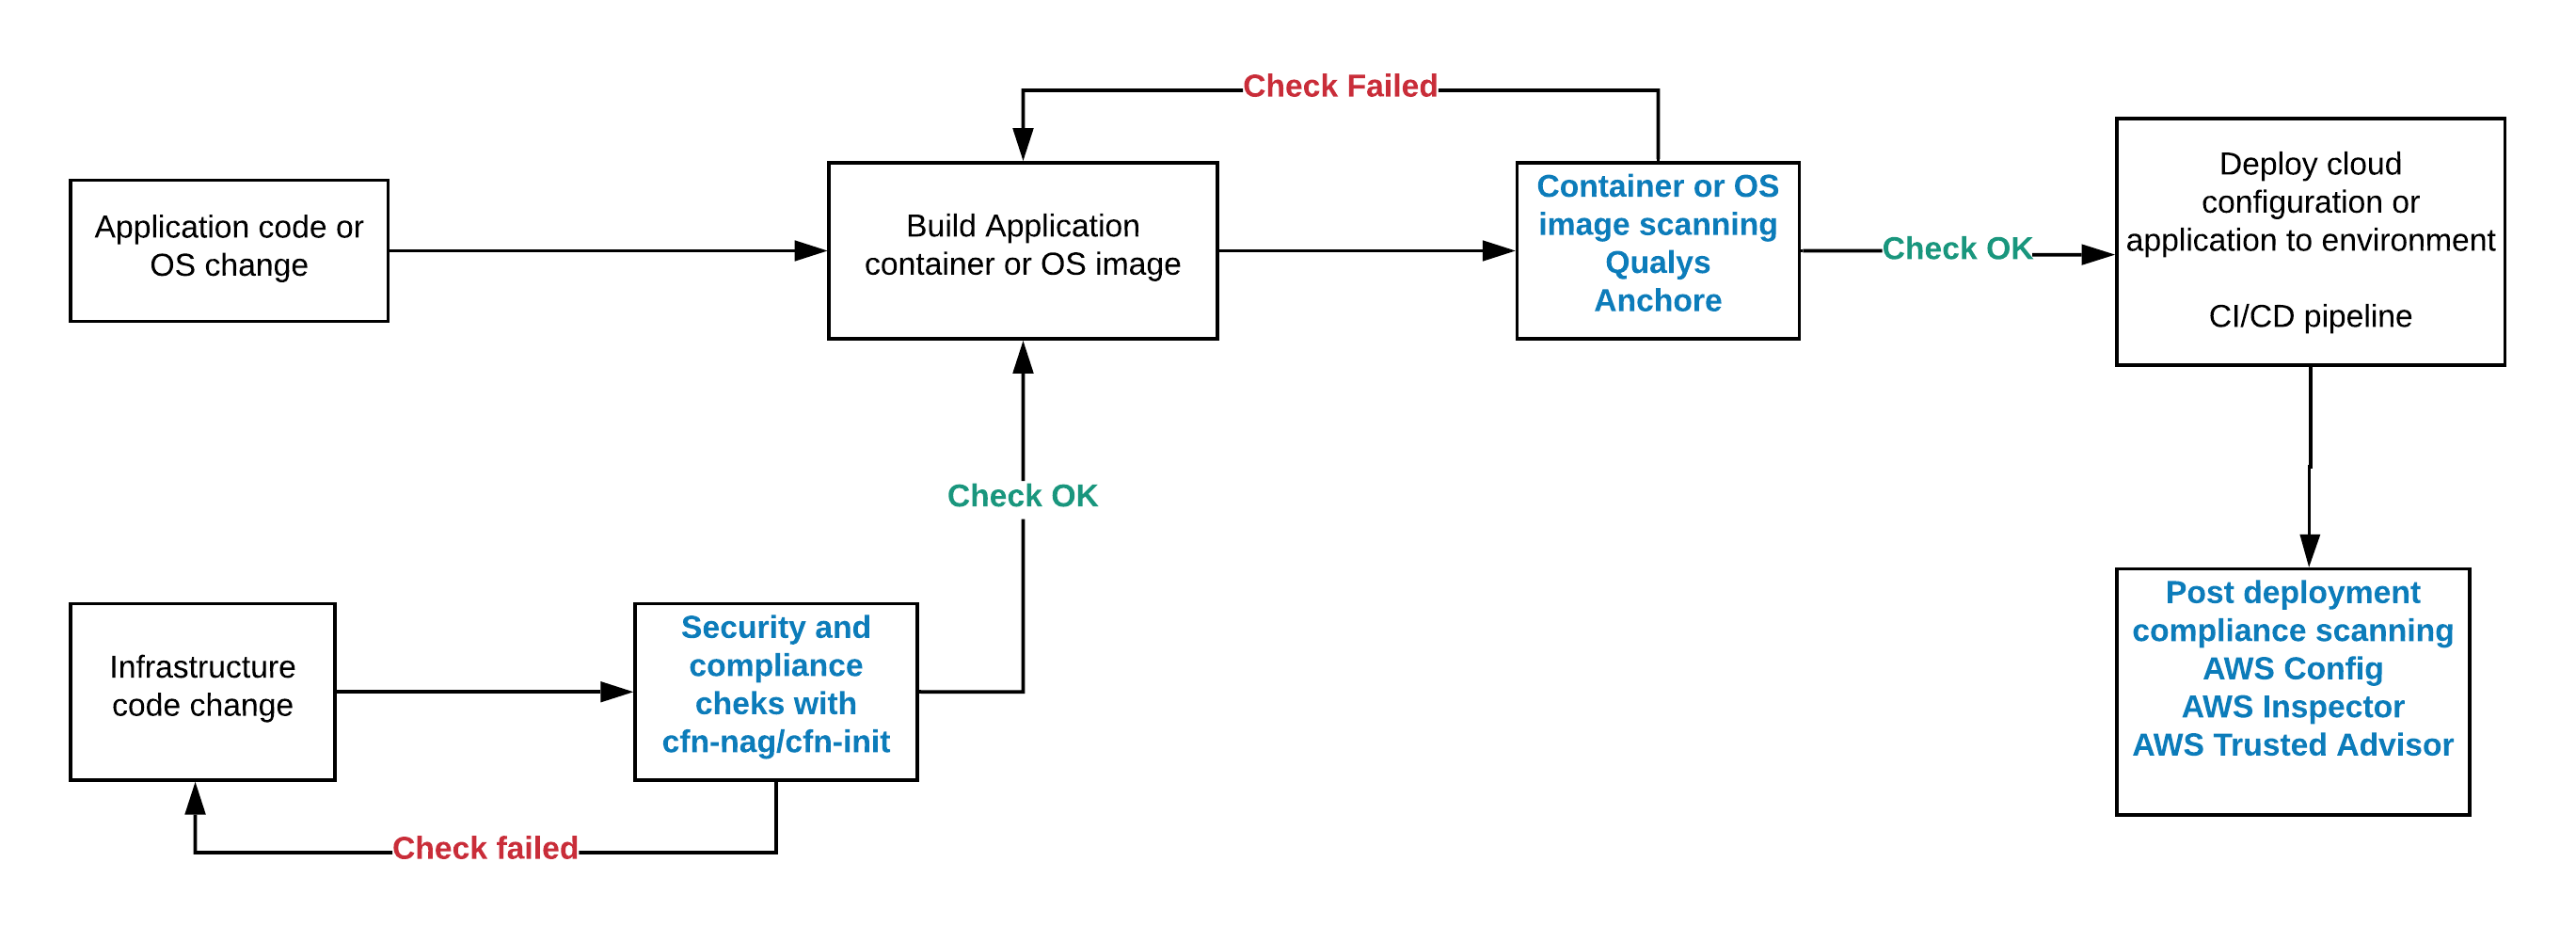 Check Failed
Application code or
OS change
Build Application
container or OS image
Container or OS
image scanning
Qualys
Anchore
Check OK
Deploy cloud
configuration or
application to environment
CI/CD pipeline
Check OK
Infrastructure
code change
Security and
compliance
cheks with
cfn-nag/cfn-init
Check failed
Post deployment
compliance scanning
AWS Config
AWS Inspector
AWS Trusted Advisor